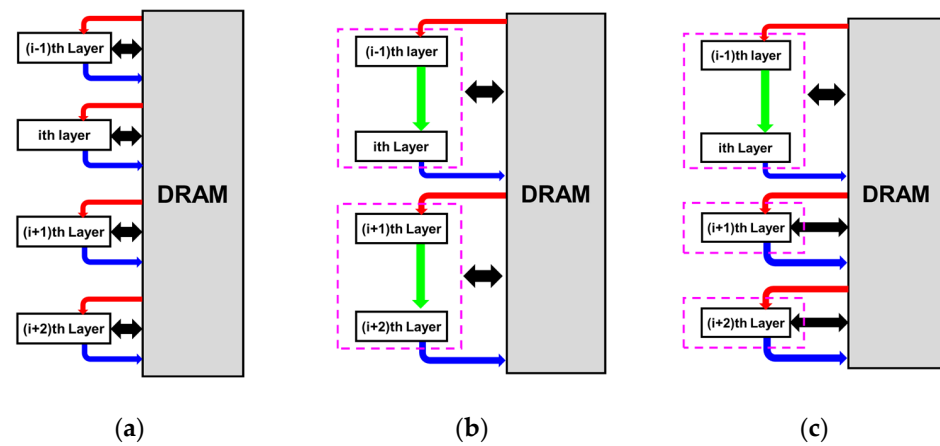 (i-1)th Layer
ith layer
(i+1)th Layer
(i+2)th Layer
DRAM
(a)
(i-1)th layer
ith Layer
(i+1)th Layer
(i+2)th Layer
DRAM
(b)
(i-1)th layer
ith Layer
(i+1)th Layer
(i+2)th Layer
DRAM
(c)